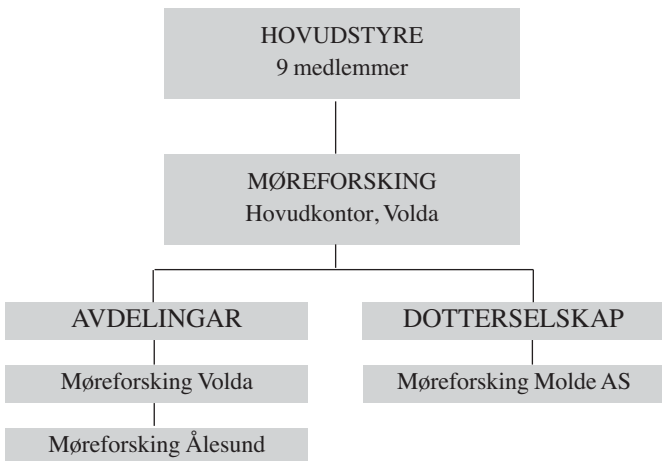 HOVUDSTYRE
9 medlemmer
MØREFORSKING
Hovudkontor, Volda
AVDELINGAR
DOTTERSELSKAP
Møreforsking Volda
Møreforsking Molde AS
Møreforsking Ålesund